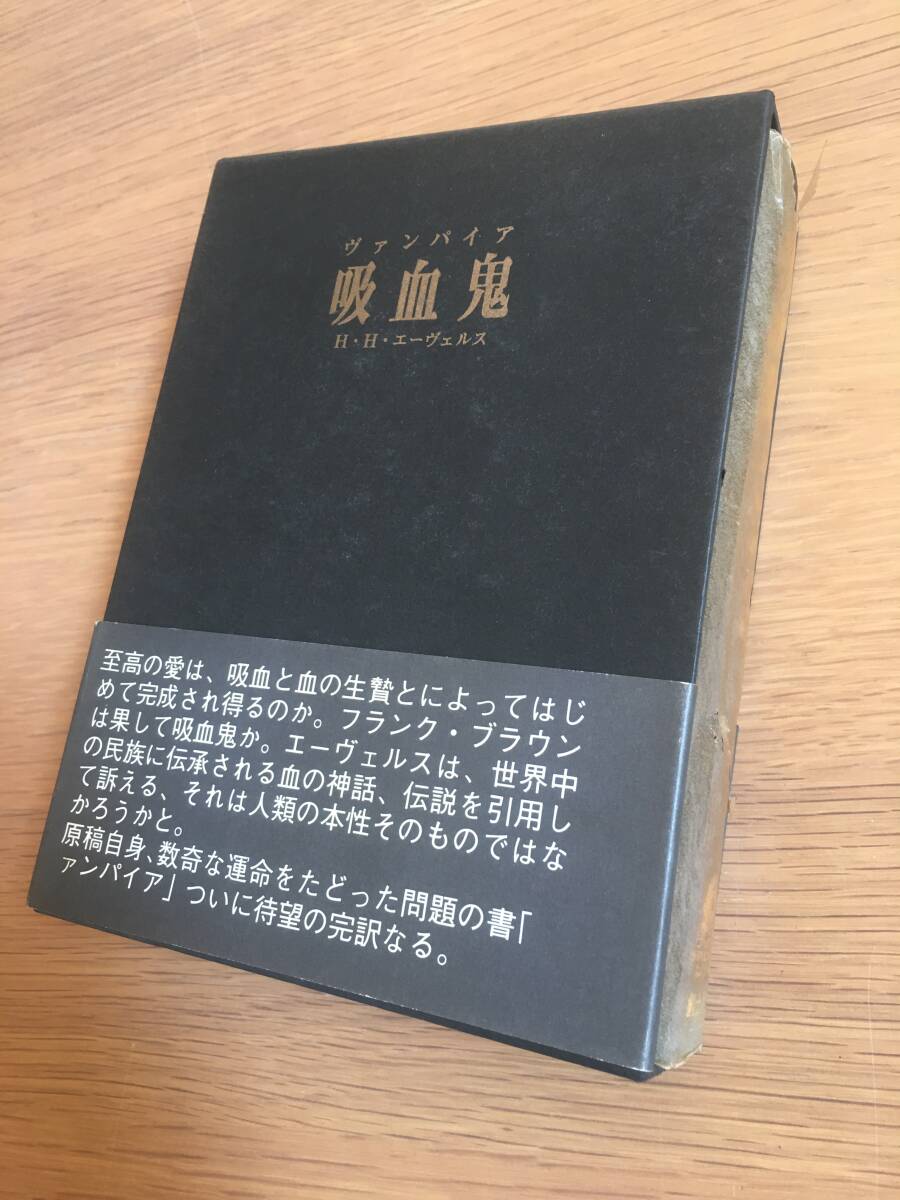 ヴァンパイア
吸血鬼
H・H・エーヴェルス
至高の愛は、吸血と血の生贄とによってはじ
めて完成され得るのか。フランク・ブラウン
は果して吸血鬼か。エーヴェルスは、世界中
の民族に伝承される血の神話、伝説を引用し
て訴える、それは人類の本性そのものではな
かろうかと。
原稿自身、数奇な運命をたどった問題の書「
ァンパイア」ついに待望の完訳なる。